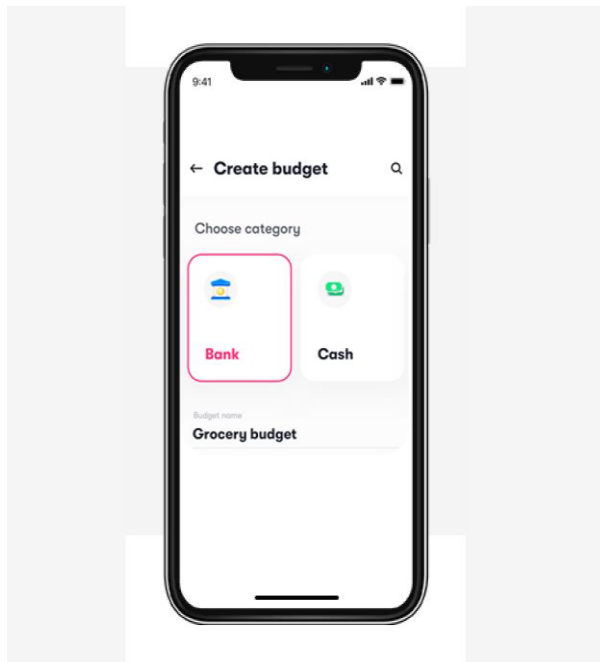 9:41
← Create budget
Choose category
Bank
Cash
Budget name
Grocery budget